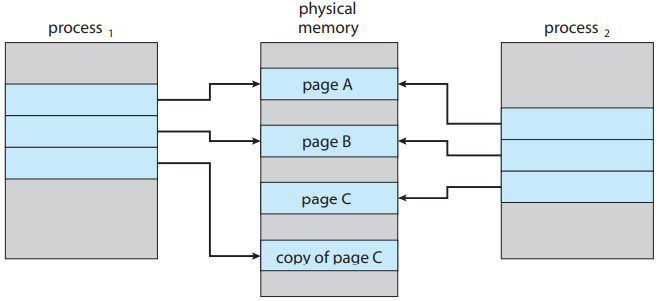 process 1
physical
memory
process 2
page A
page B
page C
copy of page C